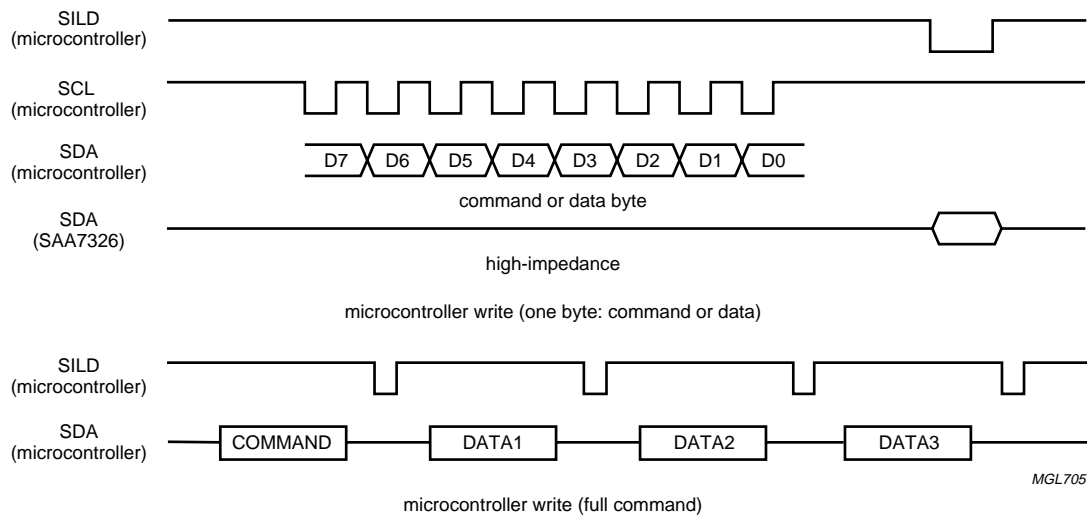 SILD
(microcontroller)
SCL
(microcontroller)
SDA
(microcontroller)
D7 D6 D5 D4 D3 D2 D1 D0
command or data byte
SDA
(SAA7326)
high-impedance
microcontroller write (one byte: command or data)
SILD
(microcontroller)
SDA
(microcontroller)
COMMAND DATA1 DATA2 DATA3
MGL705
microcontroller write (full command)